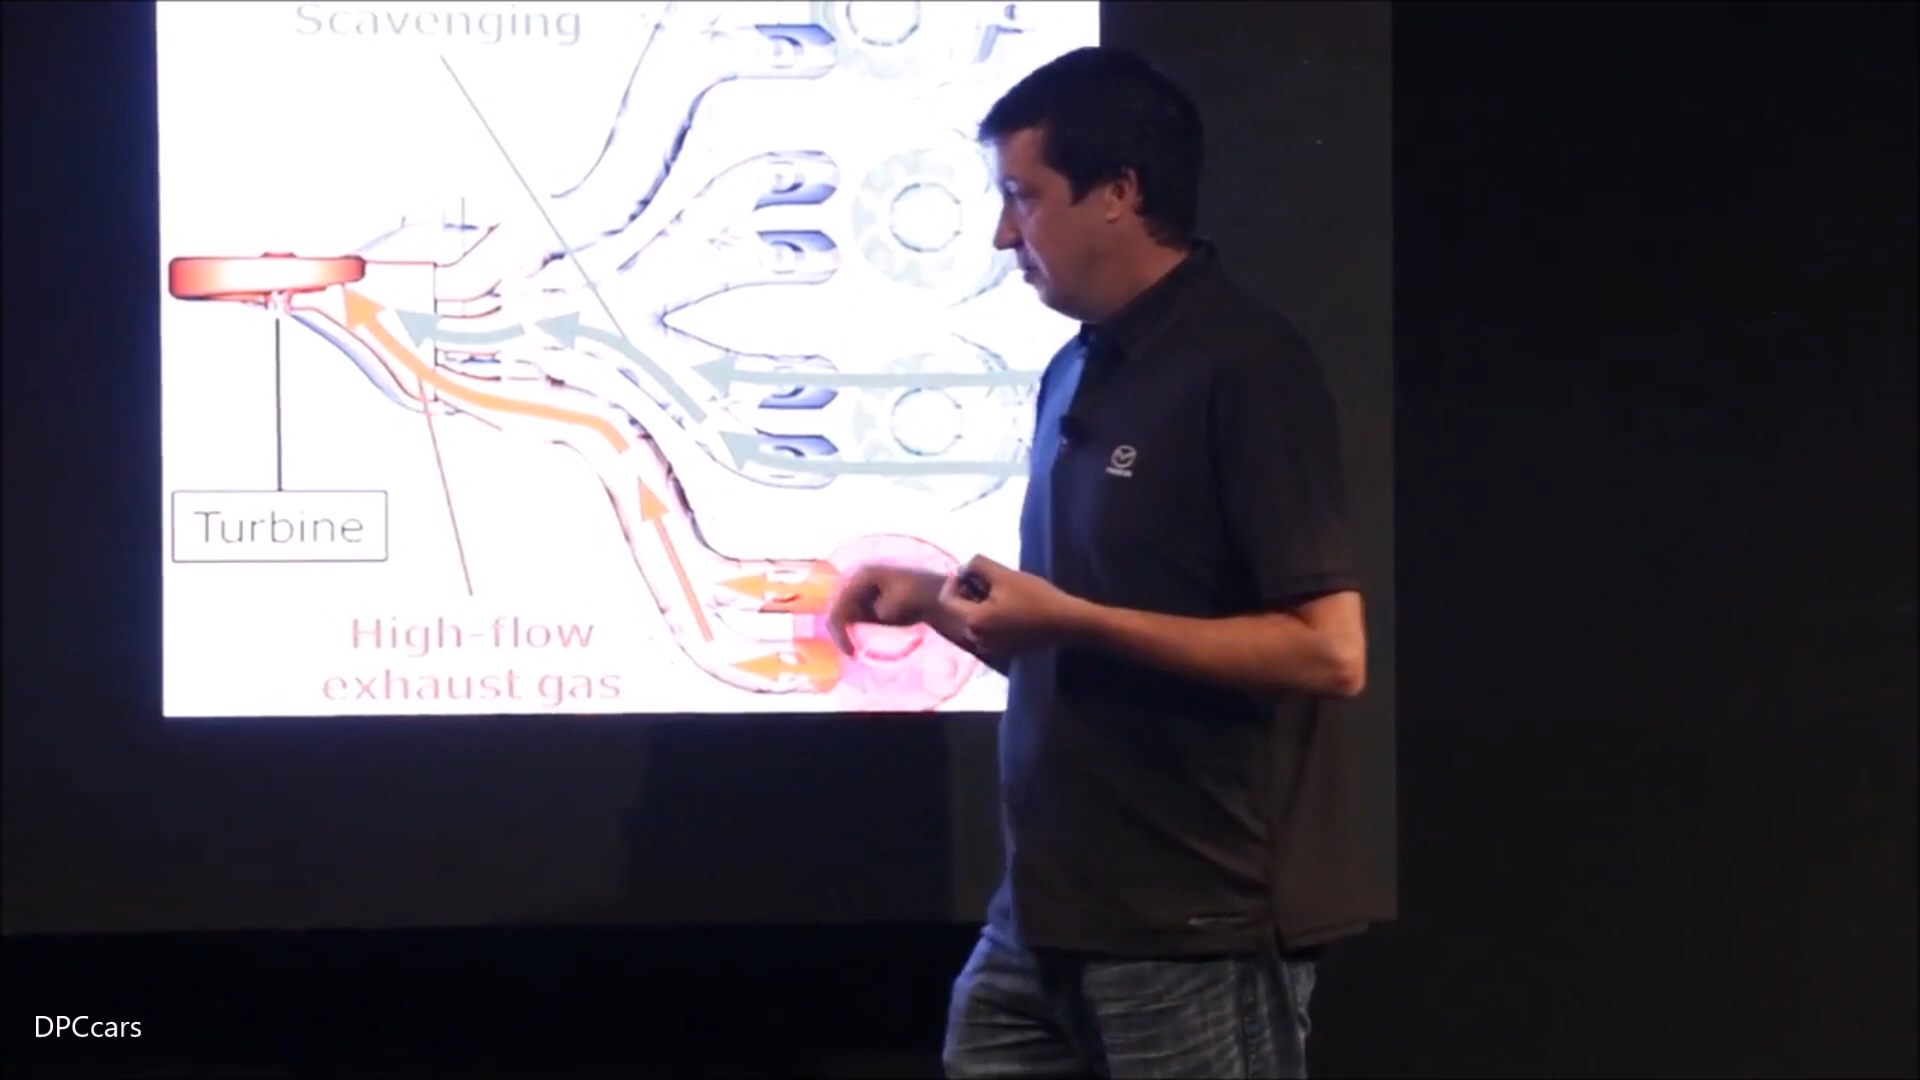 Scavenging
Turbine
High-flow
exhaust gas
DPCcars